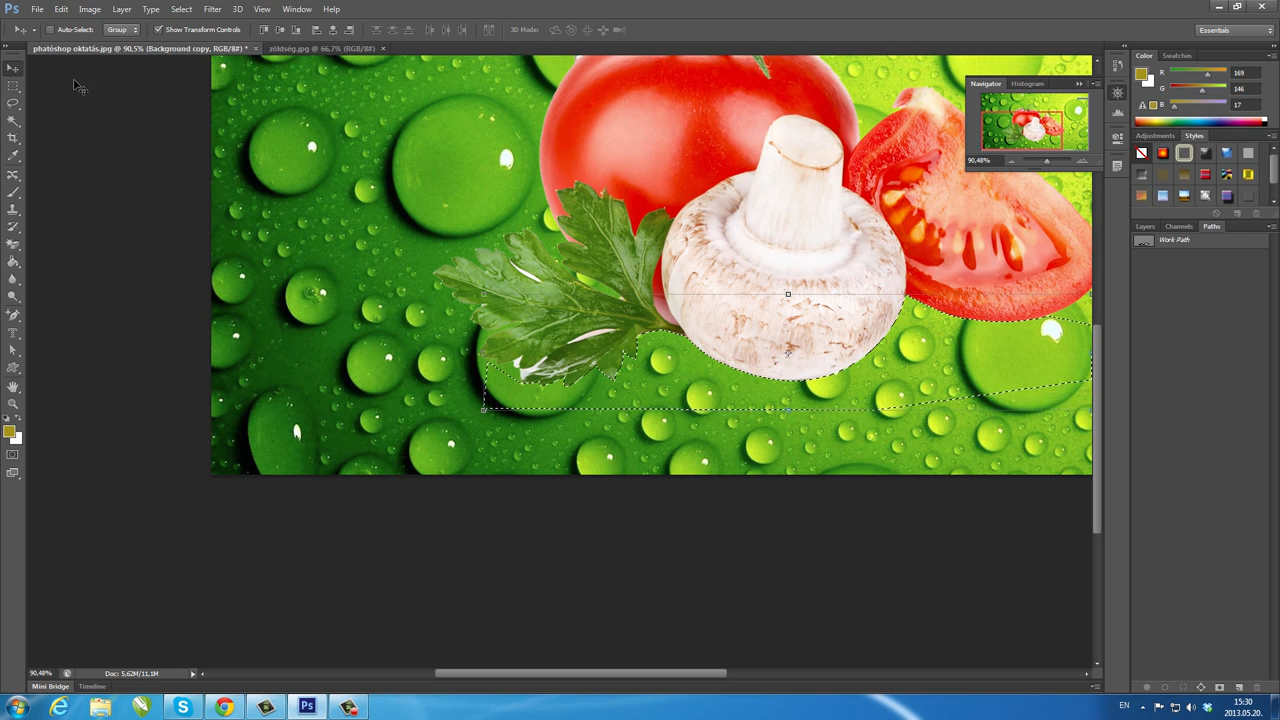 Ps File Edit Image Layer Type Select Filter 3D View Window Help
Auto-Select: Group Show Transform Controls 3D Mode: Essentials
phatóshop oktatás.jpg @ 90,5% (Background copy, RGB/8#) * × zöldség.jpg @ 66,7% (RGB/8#) ×
Color Swatches
R 169
G 146
B 17
Navigator Histogram
90,48%
Adjustments Styles
Layers Channels Paths
Work Path
90,48% Doc: 5,62M/11,1M
Mini Bridge Timeline
EN 15:30
2013.05.20.